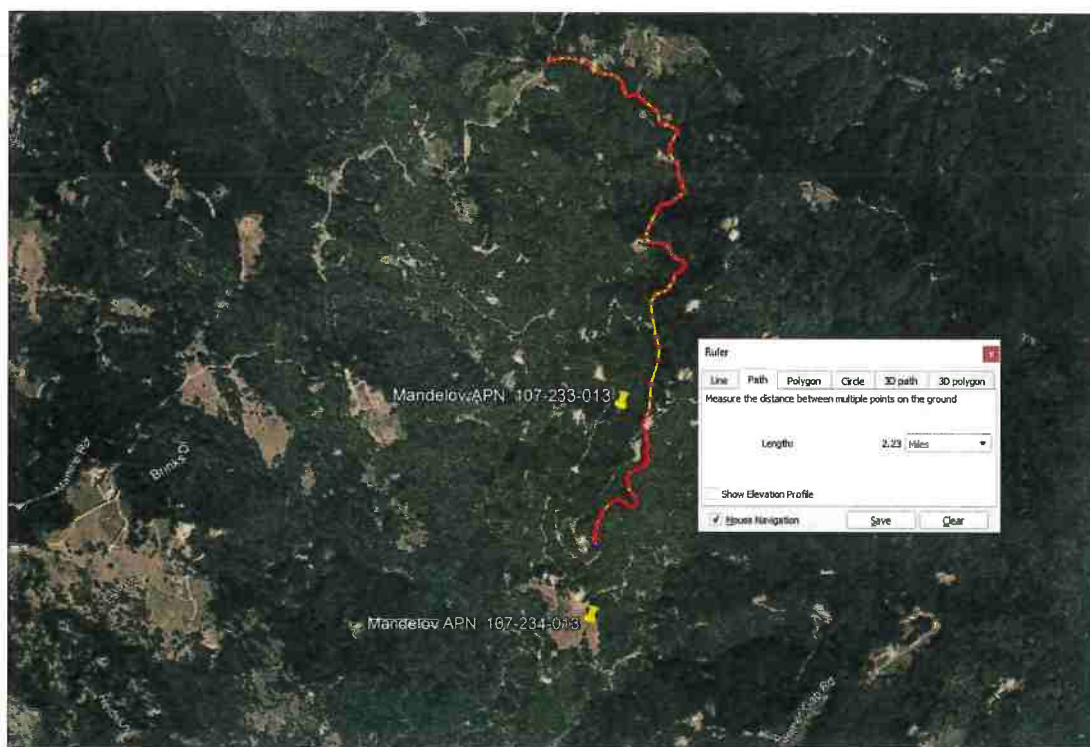 Mandelov APN 107-233-013
Brinks Dr
Mandelov APN 107-234-013
Ruler
Line Path Polygon Circle 3D path 3D polygon
Measure the distance between multiple points on the ground
Length: 2.23 Miles
Show Elevation Profile
Mouse Navigation Save Clear